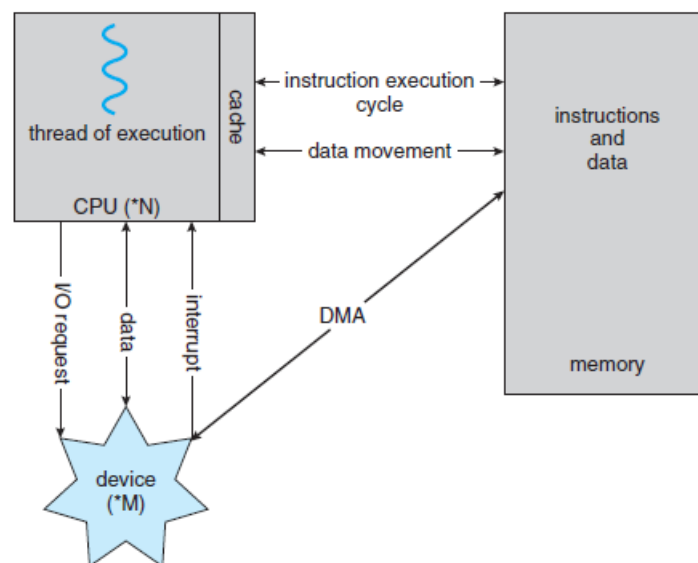 thread of execution
cache
CPU (*N)
instruction execution
cycle
data movement
instructions
and
data
memory
I/O request
data
interrupt
DMA
device
(*M)